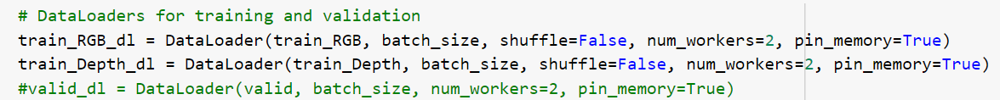 # DataLoaders for training and validation
train_RGB_dl = DataLoader(train_RGB, batch_size, shuffle=False, num_workers=2, pin_memory=True)
train_Depth_dl = DataLoader(train_Depth, batch_size, shuffle=False, num_workers=2, pin_memory=True)
#valid_dl = DataLoader(valid, batch_size, num_workers=2, pin_memory=True)